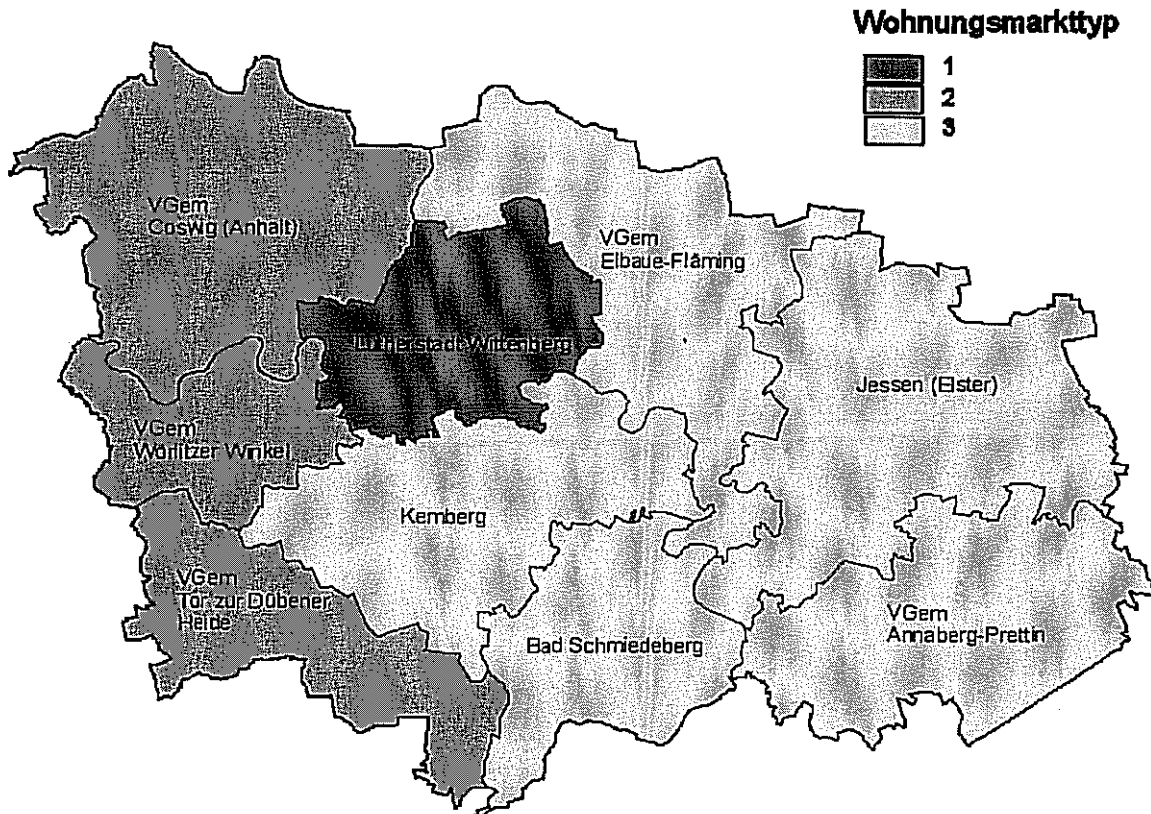 Wohnungsmarkttyp
1
2
3
VGem
Coswig (Anhalt)
VGem
Elbaue-Fläming
Lutherstadt Wittenberg
Jessen (Elster)
VGem
Wörlitzer Winkel
Kemberg
VGem
Tor zur Dübener
Heide
Bad Schmiedeberg
VGem
Annaberg-Prettin